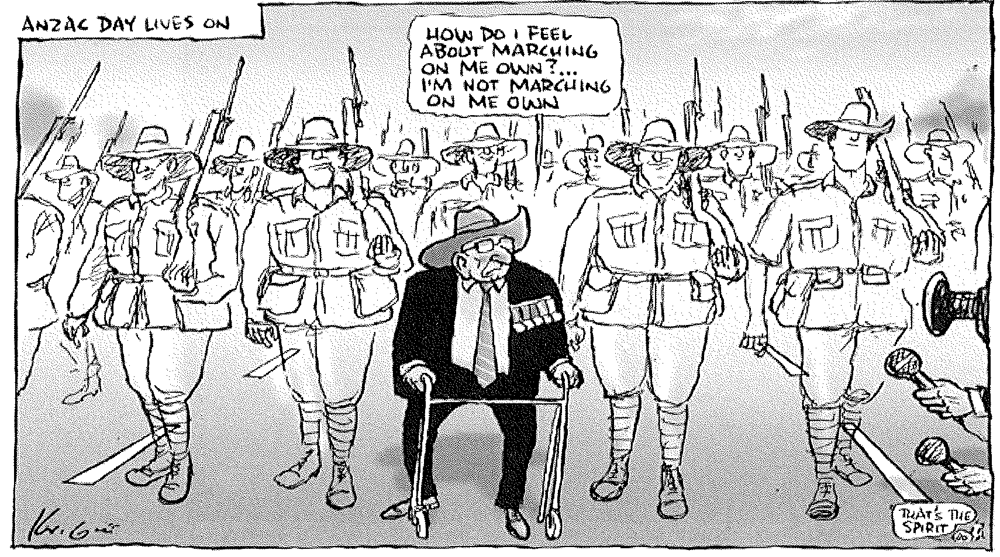 ANZAC DAY LIVES ON
HOW DO I FEEL
ABOUT MARCHING
ON ME OWN?...
I'M NOT MARCHING
ON ME OWN
THAT'S THE
SPIRIT